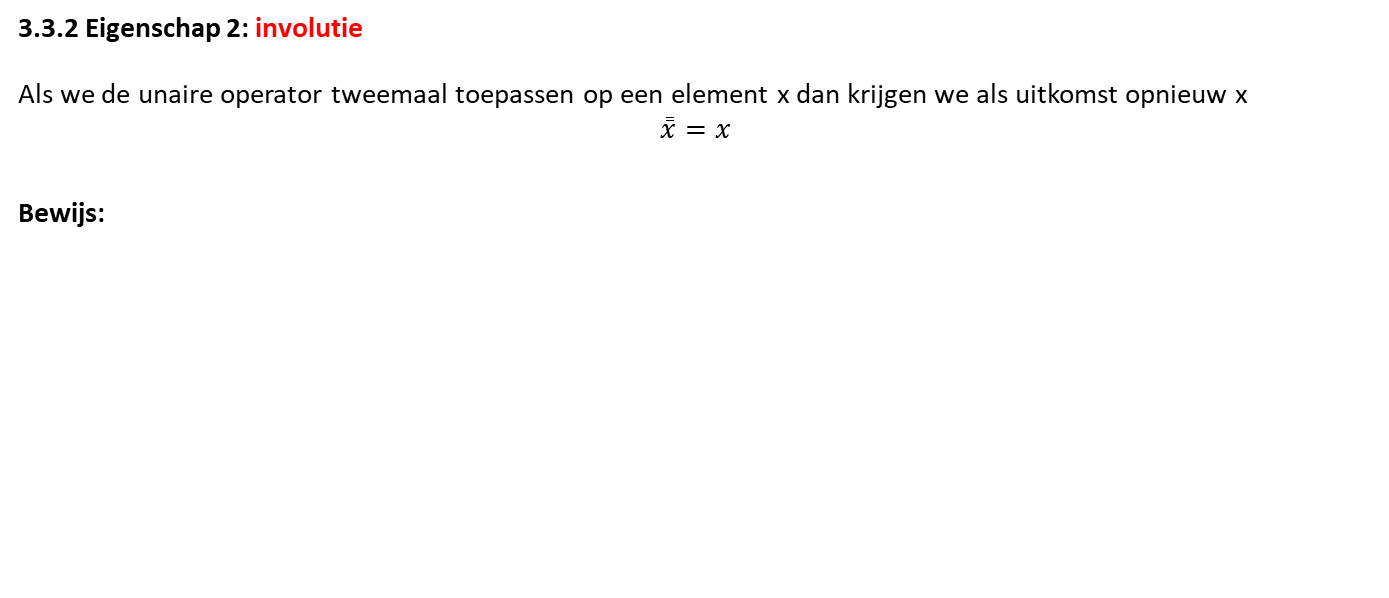 3.3.2 Eigenschap 2: involutie
Als we de unaire operator tweemaal toepassen op een element x dan krijgen we als uitkomst opnieuw x
x̿ = x
Bewijs: